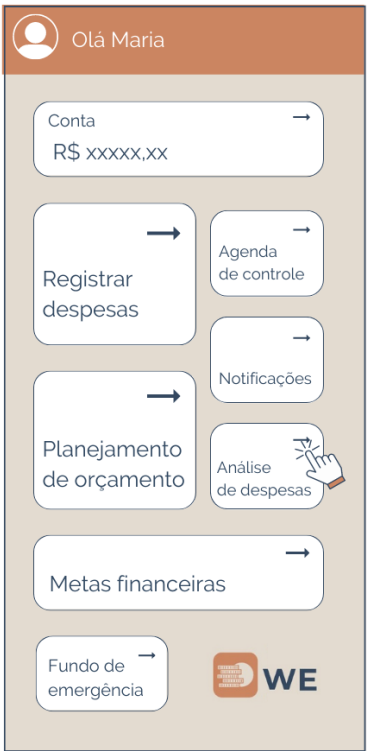 Olá Maria
Conta
R$ xxxxx,xx
Registrar
despesas
Agenda
de controle
Notificações
Planejamento
de orçamento
Análise
de despesas
Metas financeiras
Fundo de
emergência
WE